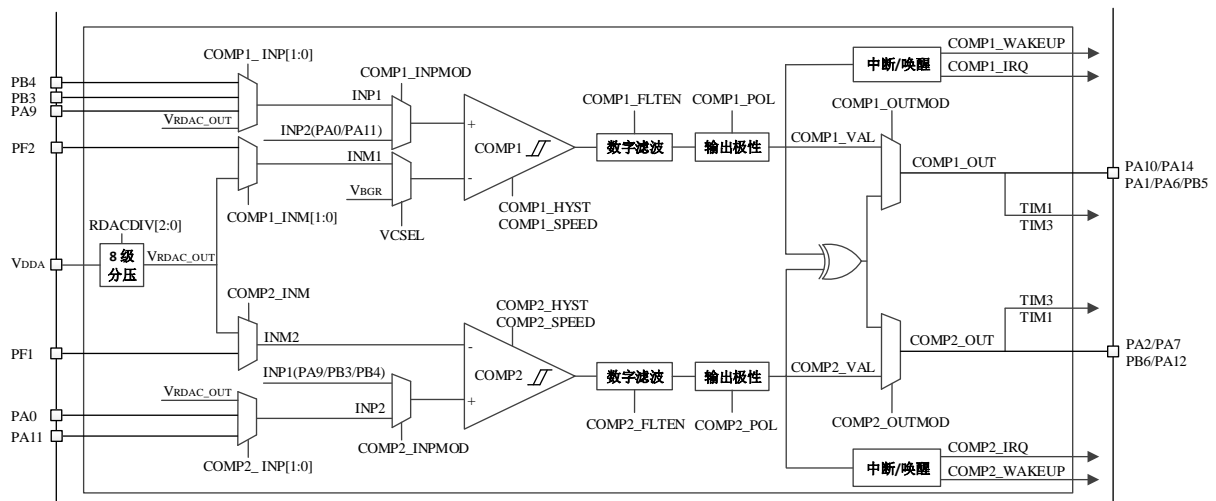 COMP1_ INP[1:0]
PB4
PB3
PA9
VRDAC_OUT
COMP1_INPMOD
INP1
INP2(PA0/PA11)
PF2
INM1
VBGR
COMP1_INM[1:0]
VCSEL
+
-
COMP1
COMP1_HYST
COMP1_SPEED
COMP1_FLTEN
数字滤波
COMP1_POL
输出极性
COMP1_VAL
中断/唤醒
COMP1_WAKEUP
COMP1_IRQ
COMP1_OUTMOD
COMP1_OUT
PA10/PA14
PA1/PA6/PB5
TIM1
TIM3
RDACDIV[2:0]
VDDA
8 级
分压
VRDAC_OUT
COMP2_INM
INM2
PF1
COMP2_HYST
COMP2_SPEED
-
+
COMP2
INP1(PA9/PB3/PB4)
VRDAC_OUT
INP2
PA0
PA11
COMP2_INPMOD
COMP2_ INP[1:0]
数字滤波
COMP2_FLTEN
输出极性
COMP2_POL
COMP2_VAL
TIM3
TIM1
COMP2_OUT
PA2/PA7
PB6/PA12
COMP2_OUTMOD
中断/唤醒
COMP2_IRQ
COMP2_WAKEUP